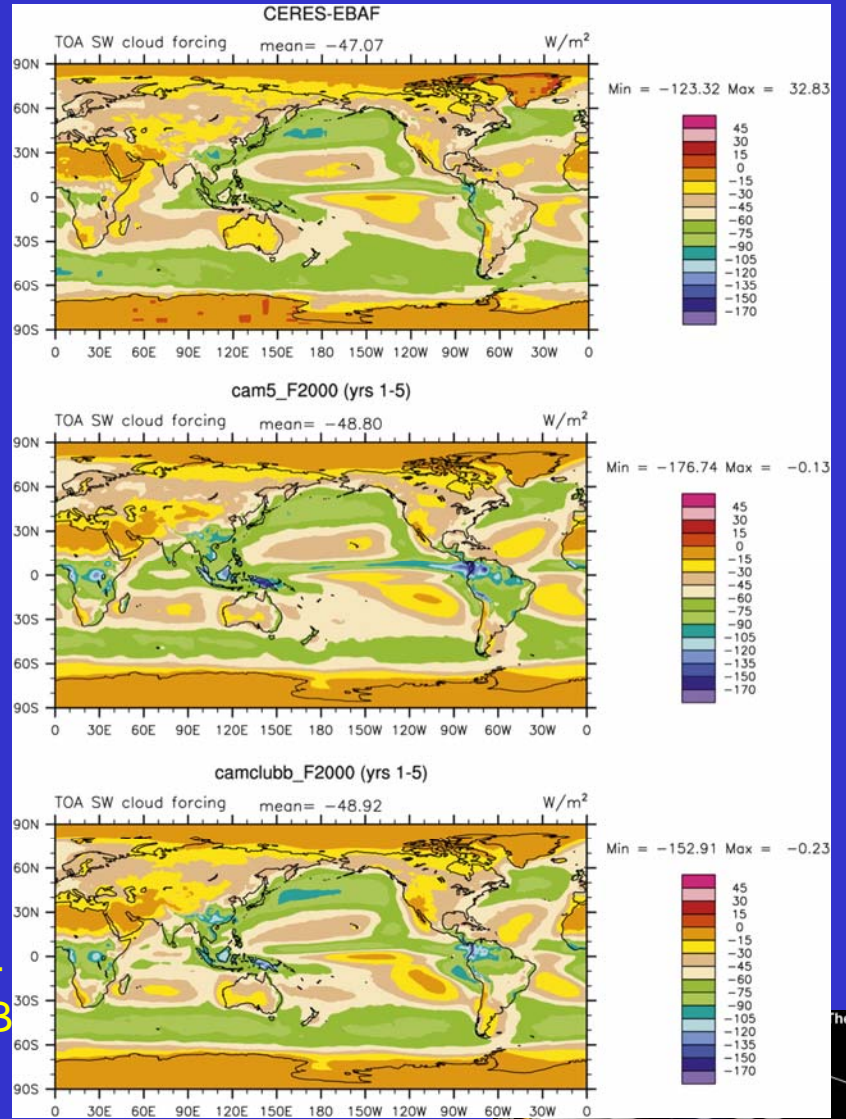 CERES-EBAF
TOA SW cloud forcing mean= -47.07 W/m²
Min = -123.32 Max = 32.83
90N
60N
30N
0
30S
60S
90S
0 30E 60E 90E 120E 150E 180 150W 120W 90W 60W 30W 0
45
30
15
0
-15
-30
-45
-60
-75
-90
-105
-120
-135
-150
-170
cam5_F2000 (yrs 1-5)
TOA SW cloud forcing mean= -48.80 W/m²
Min = -176.74 Max = -0.13
90N
60N
30N
0
30S
60S
90S
0 30E 60E 90E 120E 150E 180 150W 120W 90W 60W 30W 0
45
30
15
0
-15
-30
-45
-60
-75
-90
-105
-120
-135
-150
-170
camclubb_F2000 (yrs 1-5)
TOA SW cloud forcing mean= -48.92 W/m²
Min = -152.91 Max = -0.23
90N
60N
30N
0
30S
60S
90S
0 30E 60E 90E 120E 150E 180 150W 120W 90W 60W 30W 0
45
30
15
0
-15
-30
-45
-60
-75
-90
-105
-120
-135
-150
-170
The